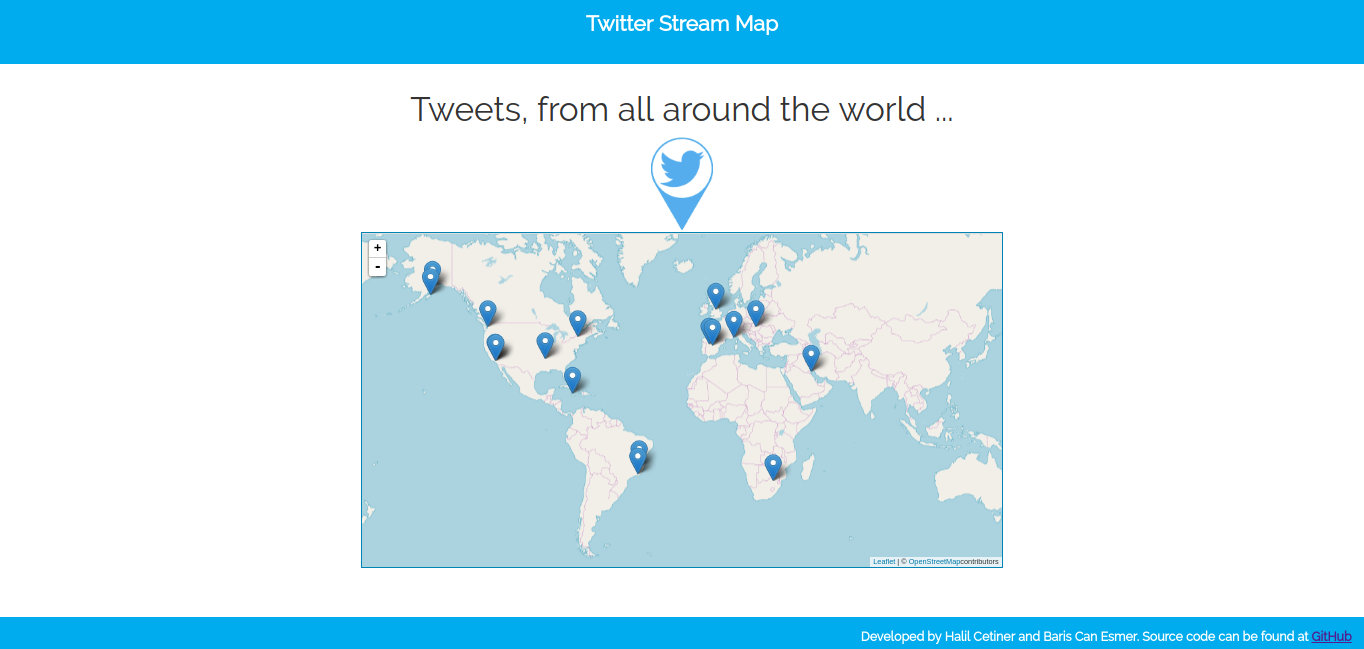 Twitter Stream Map
Tweets, from all around the world ...
+
-
Leaflet | © OpenStreetMapcontributors
Developed by Halil Cetiner and Baris Can Esmer. Source code can be found at GitHub